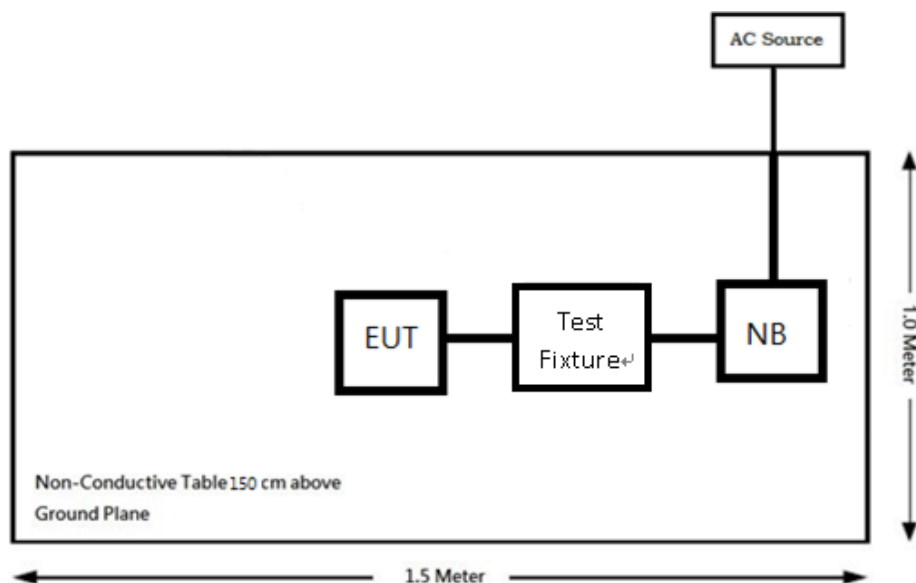 AC Source
EUT
Test
Fixture↵
NB
1.0 Meter
Non-Conductive Table 150 cm above
Ground Plane
1.5 Meter